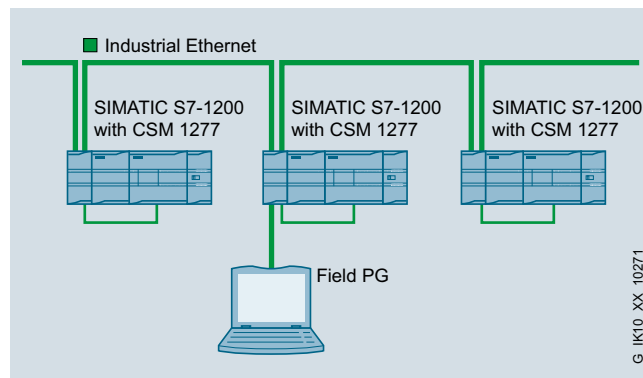 Industrial Ethernet
SIMATIC S7-1200
with CSM 1277
SIMATIC S7-1200
with CSM 1277
SIMATIC S7-1200
with CSM 1277
Field PG
G_IK10_XX_10271